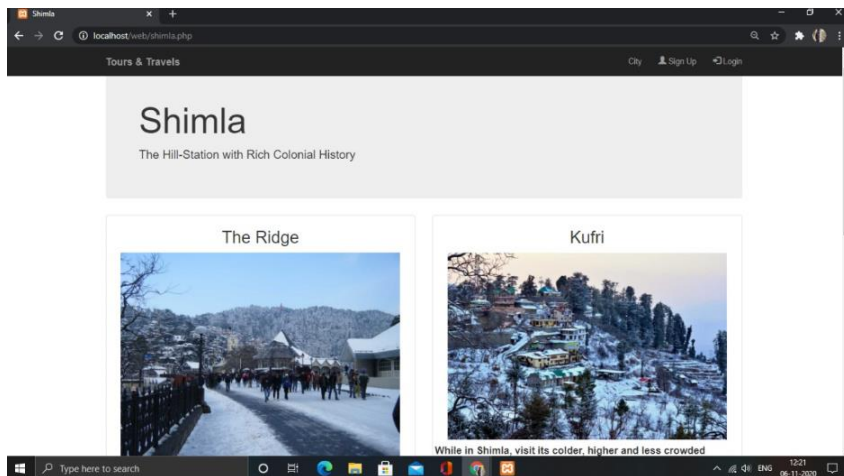 Shimla
localhost/web/shimla.php
Tours & Travels
City Sign Up Login
Shimla
The Hill-Station with Rich Colonial History
The Ridge
Kufri
While in Shimla, visit its colder, higher and less crowded
Type here to search
ENG
12:21
06-11-2020